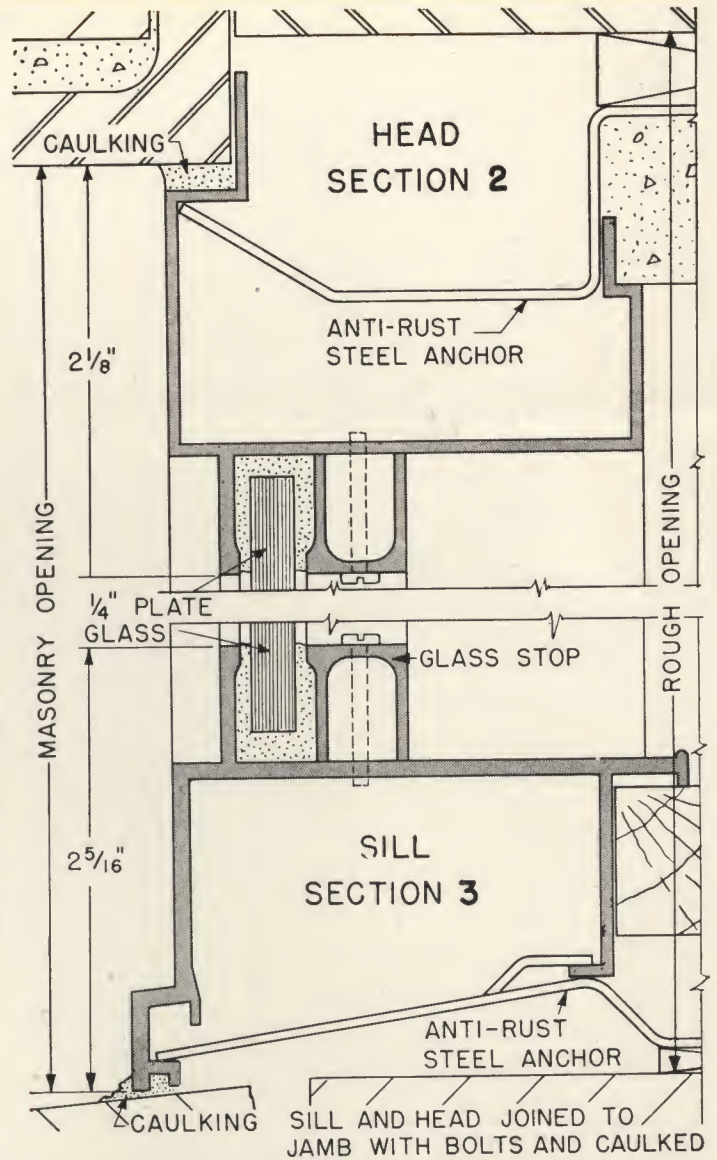 CAULKING
HEAD
SECTION 2
ANTI-RUST
STEEL ANCHOR
2 1/8"
MASONRY OPENING
ROUGH OPENING
1/4" PLATE
GLASS
GLASS STOP
2 5/16"
SILL
SECTION 3
ANTI-RUST
STEEL ANCHOR
CAULKING
SILL AND HEAD JOINED TO
JAMB WITH BOLTS AND CAULKED